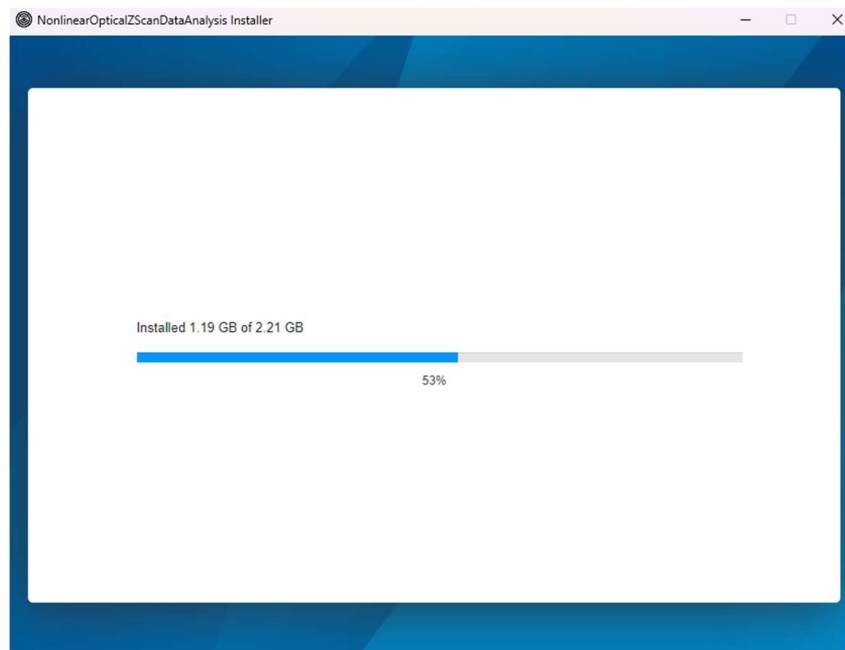 NonlinearOpticalZScanDataAnalysis Installer
Installed 1.19 GB of 2.21 GB
53%